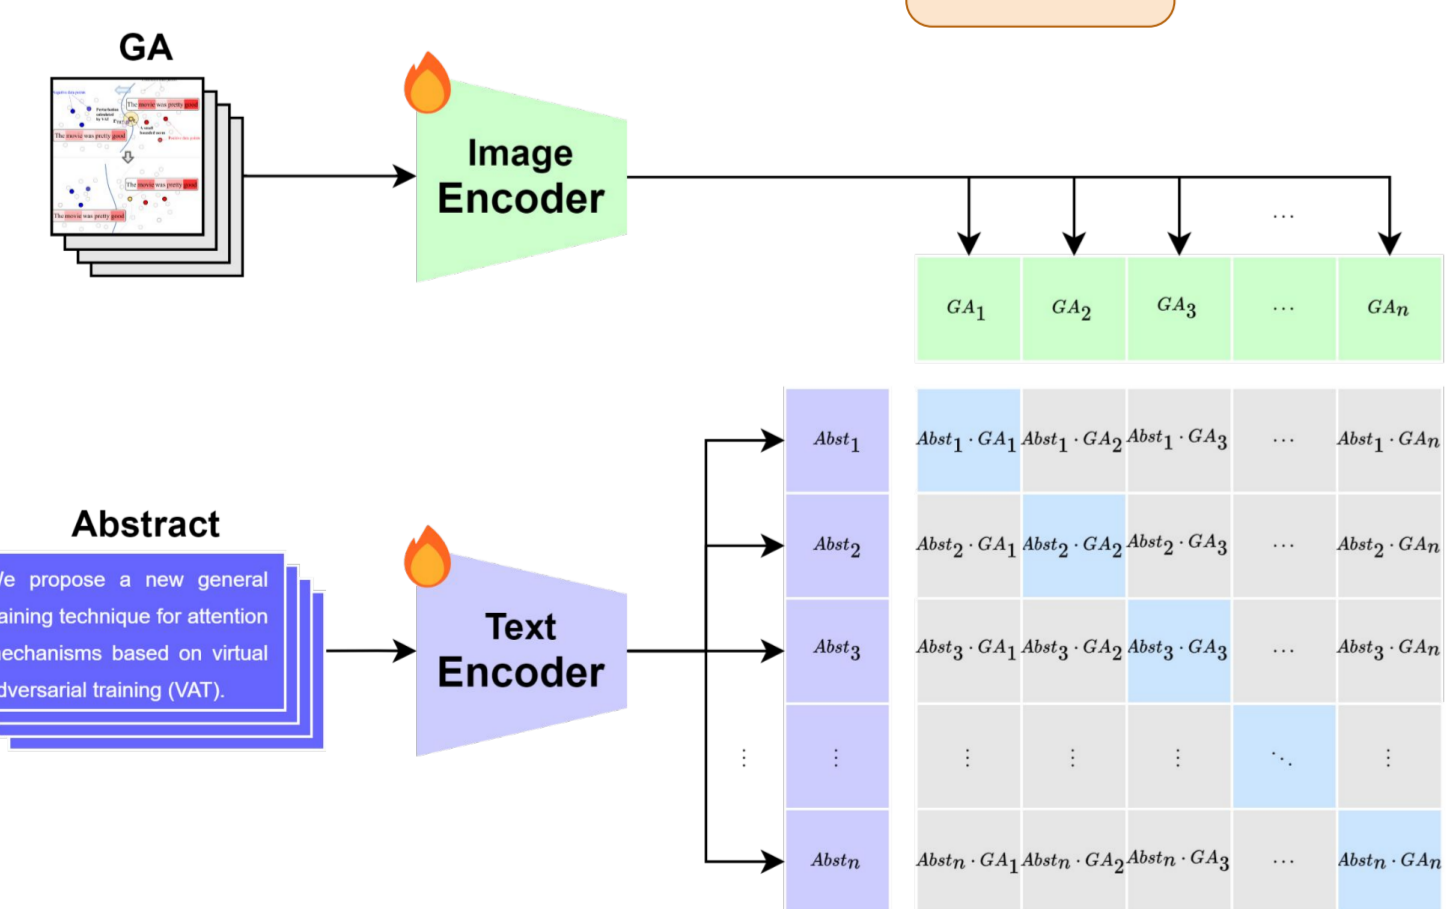 GA
The movie was pretty good
The movie was pretty good
The movie was pretty good
The movie was pretty good
Image
Encoder
...
GA1 GA2 GA3 ... GAn
Abstract
propose a new general
technique for attention
based on virtual
training (VAT).
Text
Encoder
Abst1 Abst1 · GA1 Abst1 · GA2 Abst1 · GA3 ... Abst1 · GAn
Abst2 Abst2 · GA1 Abst2 · GA2 Abst2 · GA3 ... Abst2 · GAn
Abst3 Abst3 · GA1 Abst3 · GA2 Abst3 · GA3 ... Abst3 · GAn
⋮ ⋮ ⋮ ⋮ ⋮ ⋱ ⋮
Abstn Abstn · GA1 Abstn · GA2 Abstn · GA3 ... Abstn · GAn